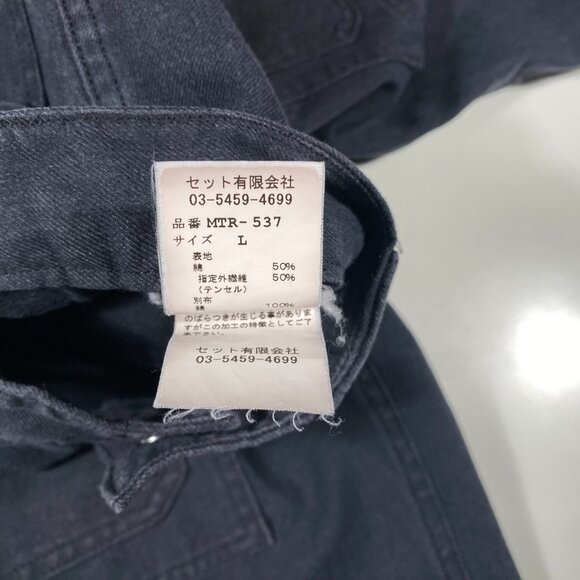 セット有限会社
03-5459-4699
品番 MTR-537
サイズ L
表地
綿 50%
指定外繊維 50%
(テンセル)
別布
綿 100%
のばらつきが生じる事がありま
すがこの加工の特徴としてご了
セット有限会社
03-5459-4699